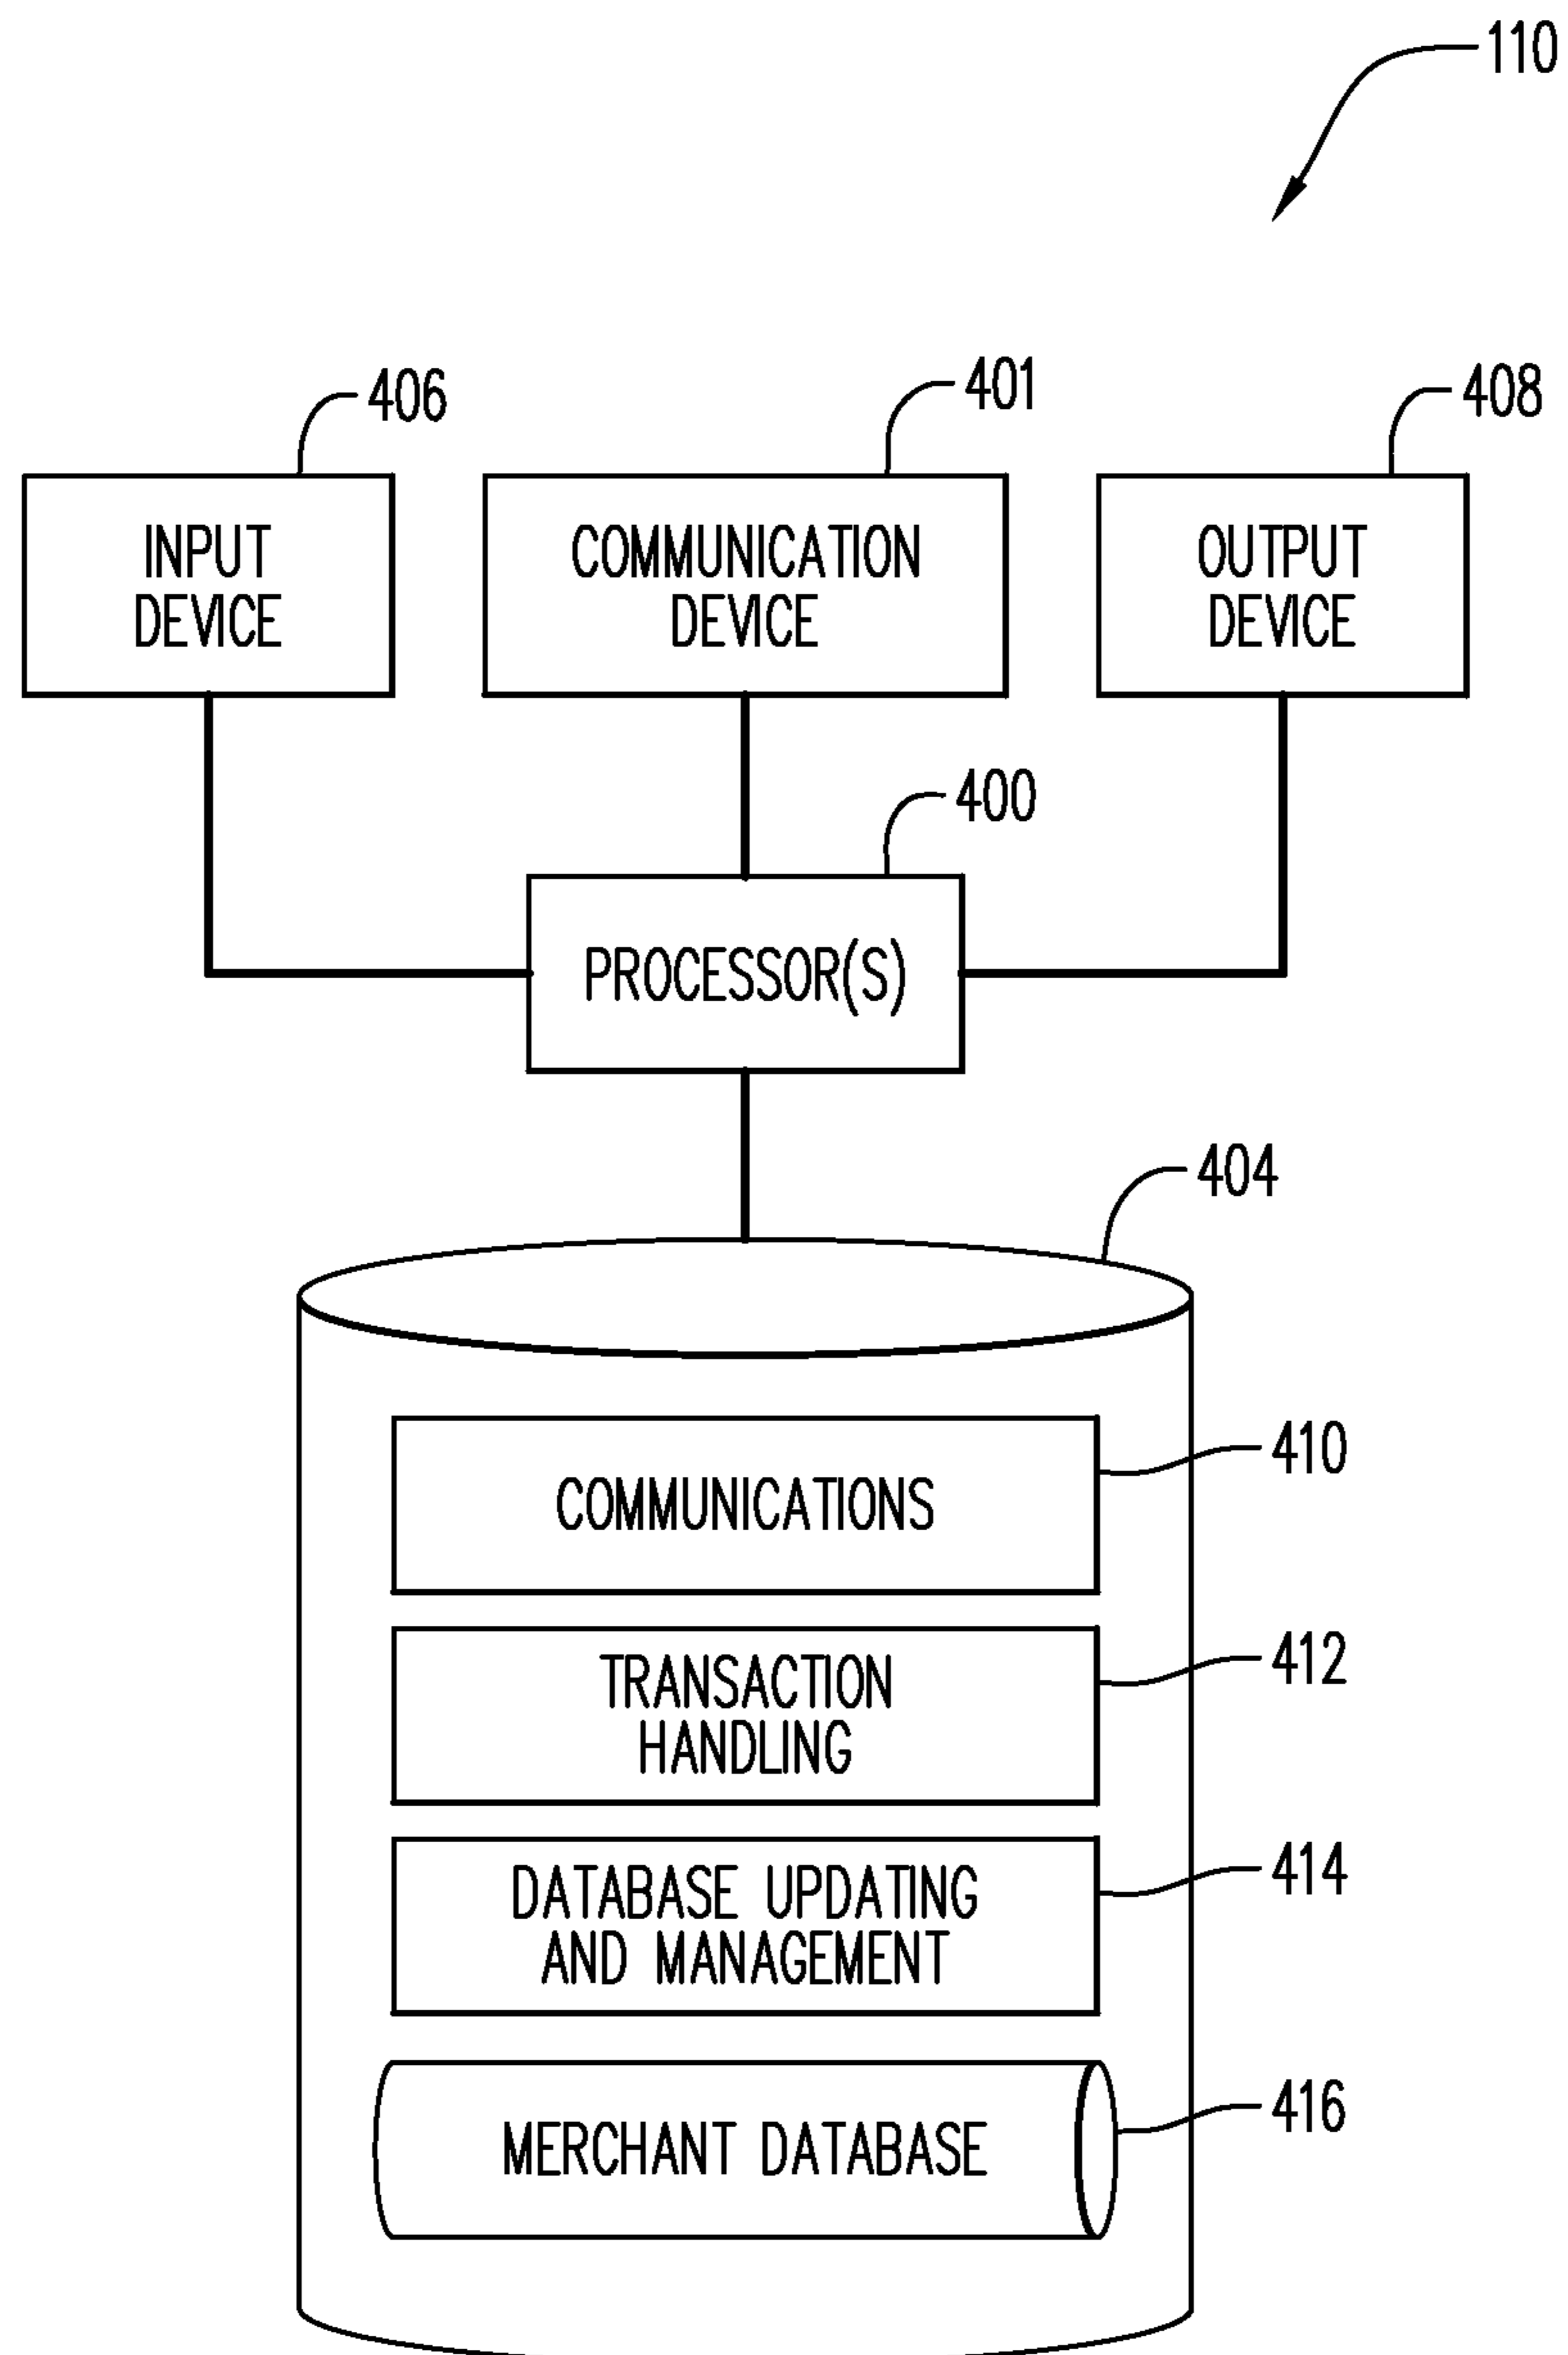 110
406
401
408
INPUT
DEVICE
COMMUNICATION
DEVICE
OUTPUT
DEVICE
400
PROCESSOR(S)
404
COMMUNICATIONS
410
TRANSACTION
HANDLING
412
DATABASE UPDATING
AND MANAGEMENT
414
MERCHANT DATABASE
416